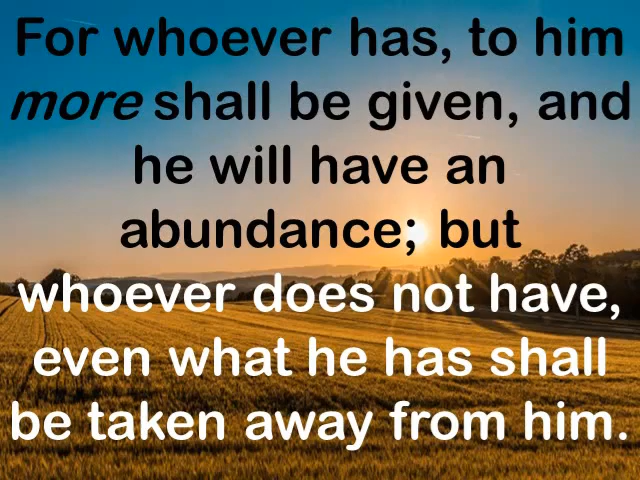 For whoever has, to him
more shall be given, and
he will have an
abundance; but
whoever does not have,
even what he has shall
be taken away from him.